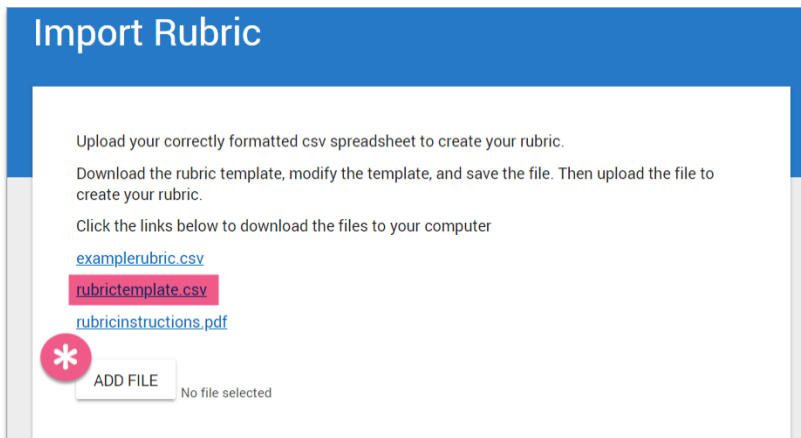 Import Rubric
Upload your correctly formatted csv spreadsheet to create your rubric.
Download the rubric template, modify the template, and save the file. Then upload the file to
create your rubric.
Click the links below to download the files to your computer
examplerubric.csv
rubrictemplate.csv
rubricinstructions.pdf
*
ADD FILE
No file selected